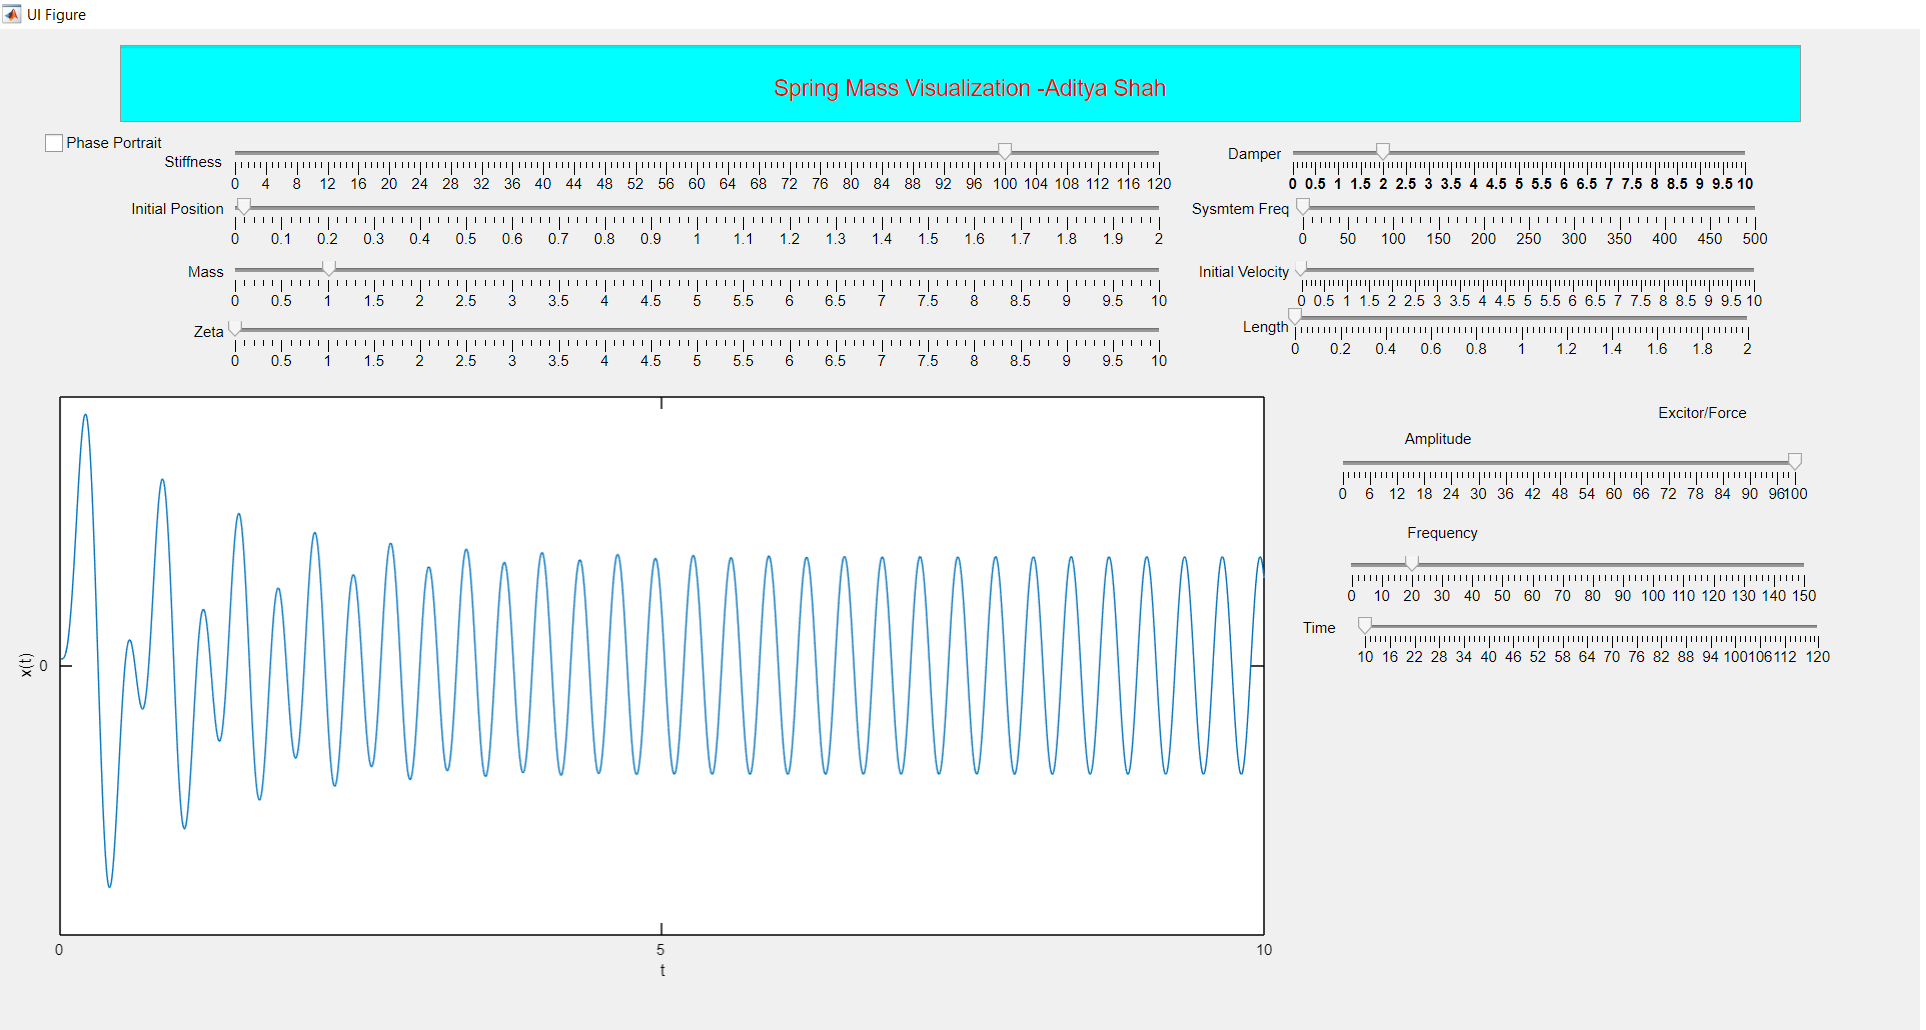 UI Figure
Spring Mass Visualization -Aditya Shah
Phase Portrait
Stiffness
0 4 8 12 16 20 24 28 32 36 40 44 48 52 56 60 64 68 72 76 80 84 88 92 96 100 104 108 112 116 120
Damper
0 0.5 1 1.5 2 2.5 3 3.5 4 4.5 5 5.5 6 6.5 7 7.5 8 8.5 9 9.5 10
Initial Position
0 0.1 0.2 0.3 0.4 0.5 0.6 0.7 0.8 0.9 1 1.1 1.2 1.3 1.4 1.5 1.6 1.7 1.8 1.9 2
Sysmtem Freq
0 50 100 150 200 250 300 350 400 450 500
Mass
0 0.5 1 1.5 2 2.5 3 3.5 4 4.5 5 5.5 6 6.5 7 7.5 8 8.5 9 9.5 10
Initial Velocity
0 0.5 1 1.5 2 2.5 3 3.5 4 4.5 5 5.5 6 6.5 7 7.5 8 8.5 9 9.5 10
Zeta
0 0.5 1 1.5 2 2.5 3 3.5 4 4.5 5 5.5 6 6.5 7 7.5 8 8.5 9 9.5 10
Length
0 0.2 0.4 0.6 0.8 1 1.2 1.4 1.6 1.8 2
x(t)
0
0 5 10
t
Excitor/Force
Amplitude
0 6 12 18 24 30 36 42 48 54 60 66 72 78 84 90 96 100
Frequency
0 10 20 30 40 50 60 70 80 90 100 110 120 130 140 150
Time
10 16 22 28 34 40 46 52 58 64 70 76 82 88 94 100 106 112 120